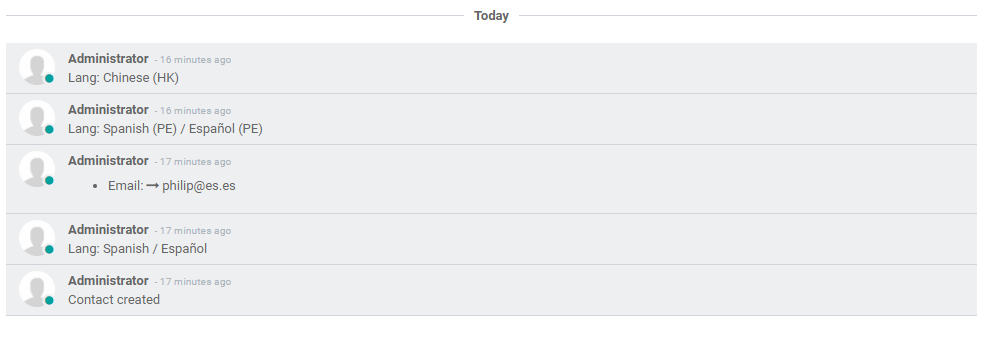 Today
Administrator - 16 minutes ago
Lang: Chinese (HK)
Administrator - 16 minutes ago
Lang: Spanish (PE) / Español (PE)
Administrator - 17 minutes ago
• Email: → philip@es.es
Administrator - 17 minutes ago
Lang: Spanish / Español
Administrator - 17 minutes ago
Contact created